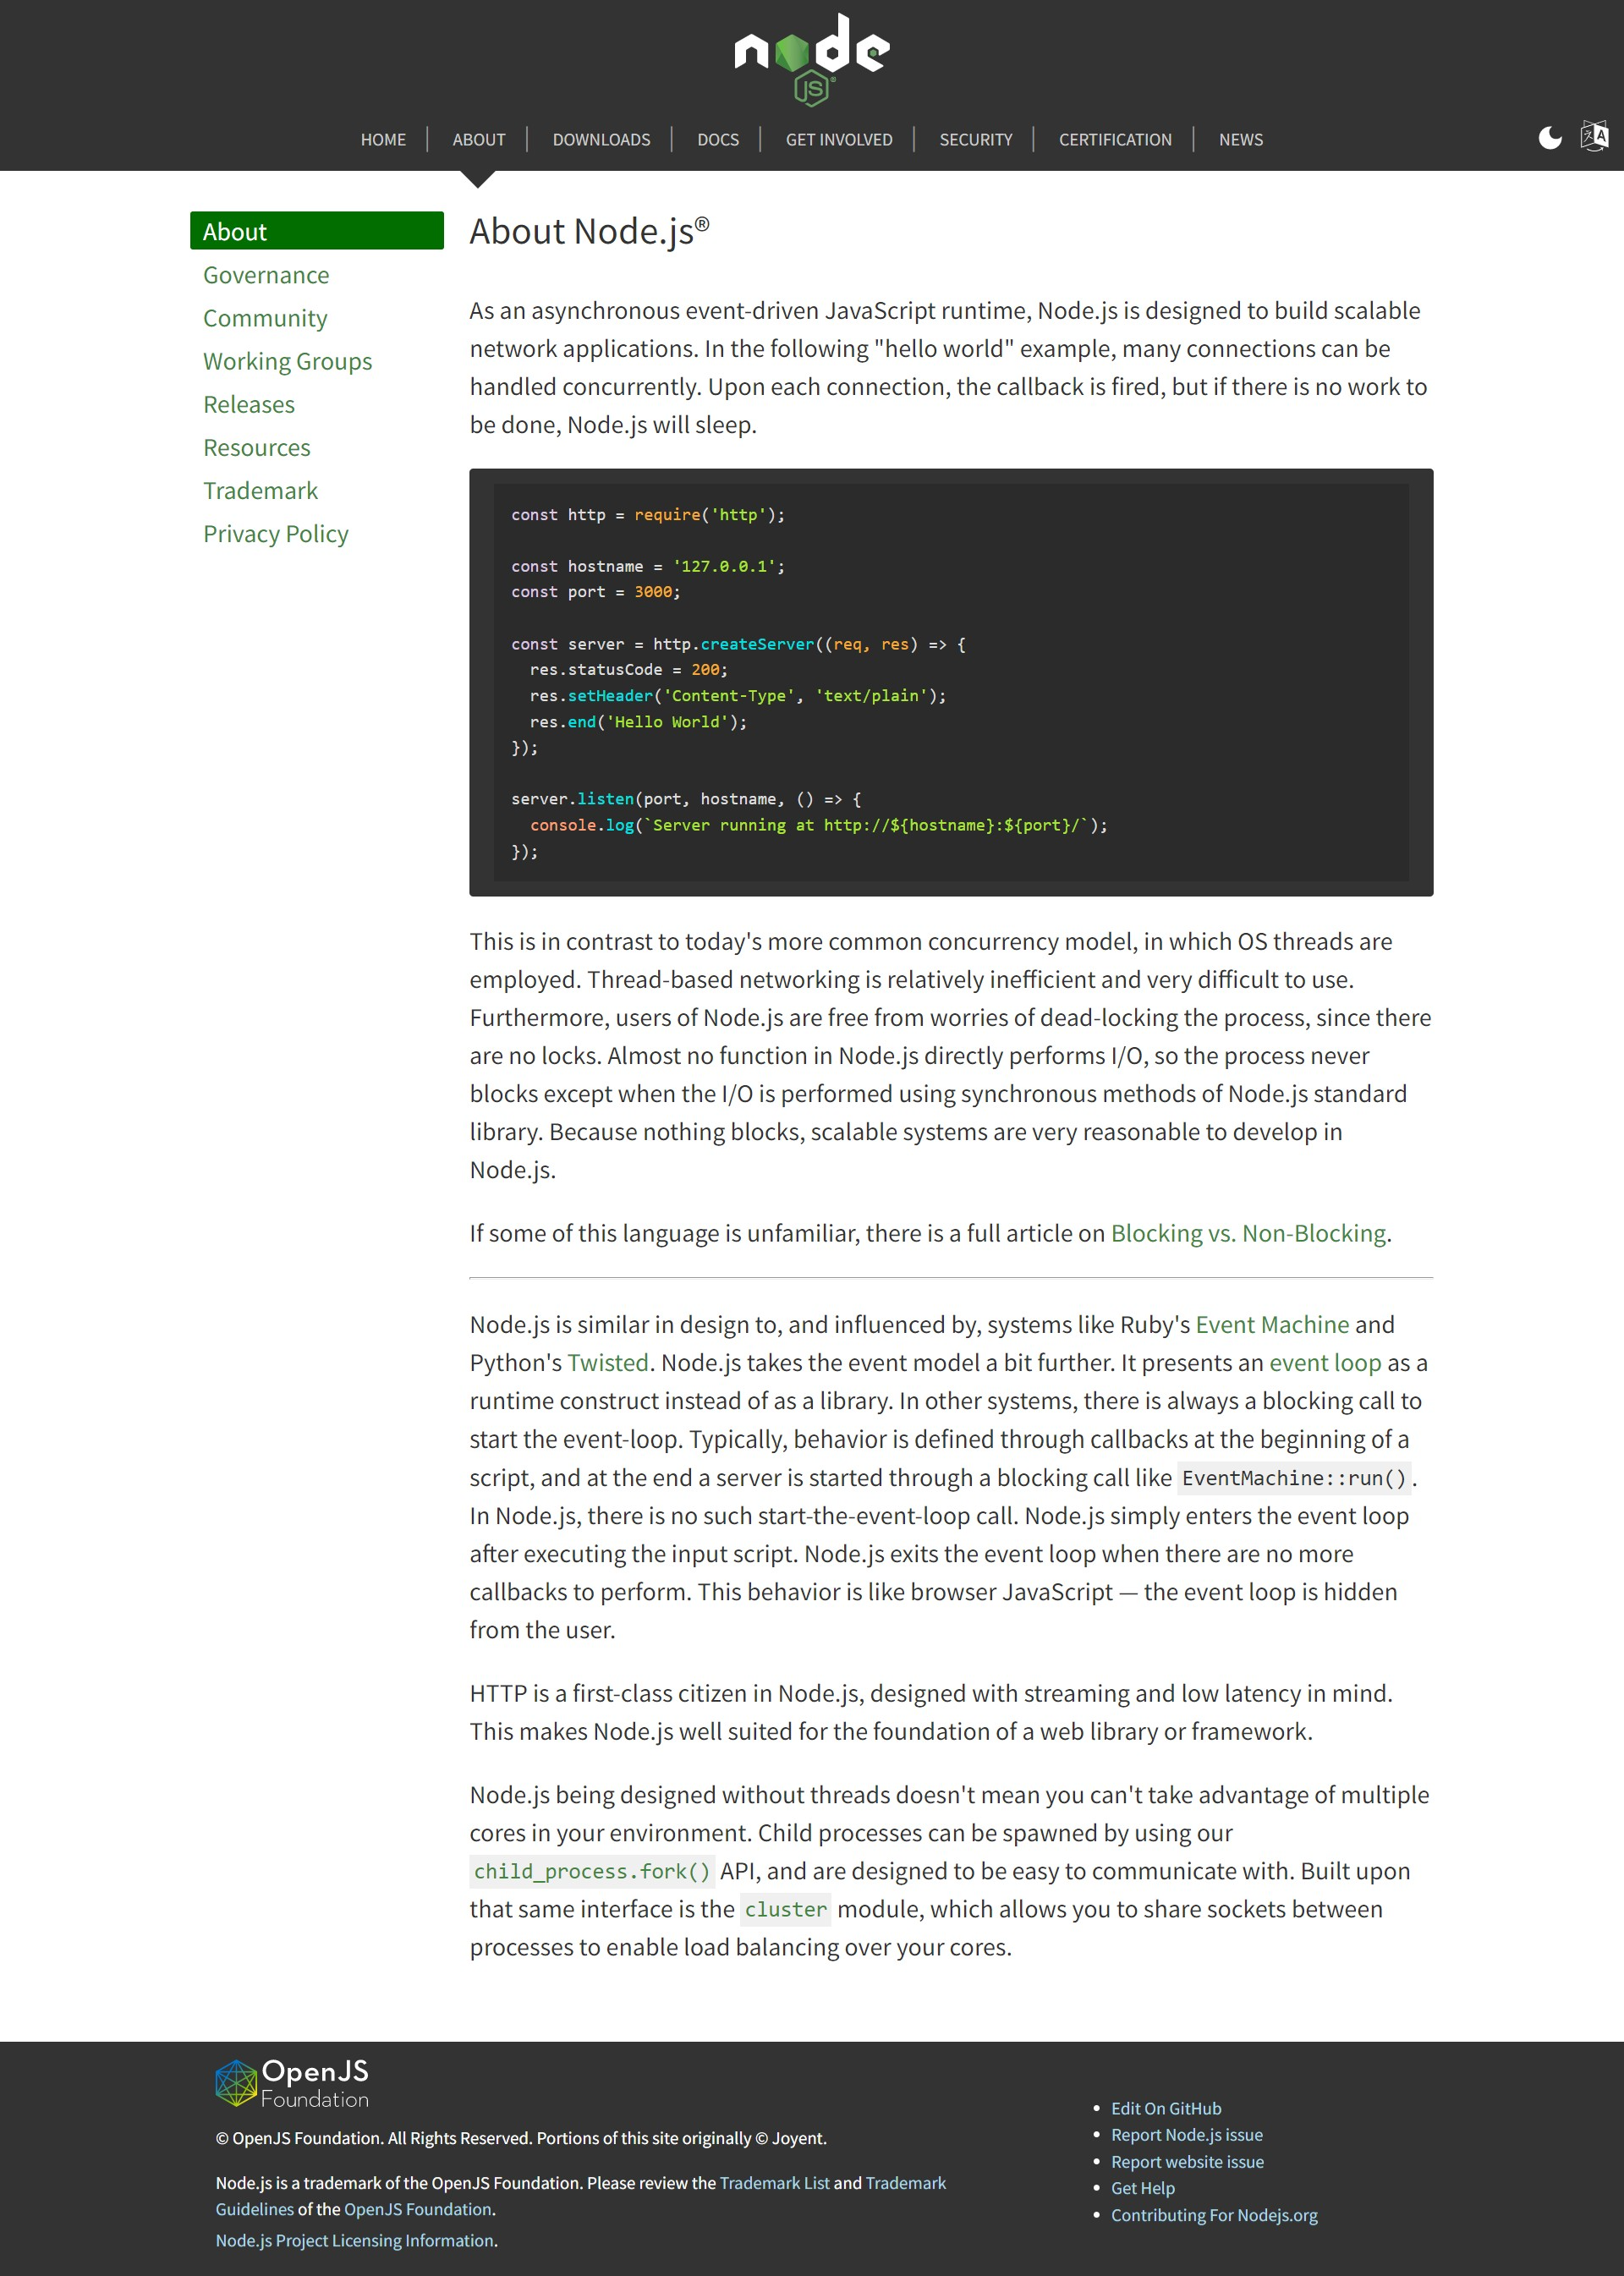 node
JS®
HOME | ABOUT | DOWNLOADS | DOCS | GET INVOLVED | SECURITY | CERTIFICATION | NEWS
About
Governance
Community
Working Groups
Releases
Resources
Trademark
Privacy Policy
About Node.js®
As an asynchronous event-driven JavaScript runtime, Node.js is designed to build scalable
network applications. In the following "hello world" example, many connections can be
handled concurrently. Upon each connection, the callback is fired, but if there is no work to
be done, Node.js will sleep.
const http = require('http');
const hostname = '127.0.0.1';
const port = 3000;
const server = http.createServer((req, res) => {
  res.statusCode = 200;
  res.setHeader('Content-Type', 'text/plain');
  res.end('Hello World');
});
server.listen(port, hostname, () => {
  console.log(`Server running at http://${hostname}:${port}/`);
});
This is in contrast to today's more common concurrency model, in which OS threads are
employed. Thread-based networking is relatively inefficient and very difficult to use.
Furthermore, users of Node.js are free from worries of dead-locking the process, since there
are no locks. Almost no function in Node.js directly performs I/O, so the process never
blocks except when the I/O is performed using synchronous methods of Node.js standard
library. Because nothing blocks, scalable systems are very reasonable to develop in
Node.js.
If some of this language is unfamiliar, there is a full article on Blocking vs. Non-Blocking.
Node.js is similar in design to, and influenced by, systems like Ruby's Event Machine and
Python's Twisted. Node.js takes the event model a bit further. It presents an event loop as a
runtime construct instead of as a library. In other systems, there is always a blocking call to
start the event-loop. Typically, behavior is defined through callbacks at the beginning of a
script, and at the end a server is started through a blocking call like EventMachine::run().
In Node.js, there is no such start-the-event-loop call. Node.js simply enters the event loop
after executing the input script. Node.js exits the event loop when there are no more
callbacks to perform. This behavior is like browser JavaScript — the event loop is hidden
from the user.
HTTP is a first-class citizen in Node.js, designed with streaming and low latency in mind.
This makes Node.js well suited for the foundation of a web library or framework.
Node.js being designed without threads doesn't mean you can't take advantage of multiple
cores in your environment. Child processes can be spawned by using our
child_process.fork() API, and are designed to be easy to communicate with. Built upon
that same interface is the cluster module, which allows you to share sockets between
processes to enable load balancing over your cores.
OpenJS
Foundation
© OpenJS Foundation. All Rights Reserved. Portions of this site originally © Joyent.
Node.js is a trademark of the OpenJS Foundation. Please review the Trademark List and Trademark
Guidelines of the OpenJS Foundation.
Node.js Project Licensing Information.
Edit On GitHub
Report Node.js issue
Report website issue
Get Help
Contributing For Nodejs.org